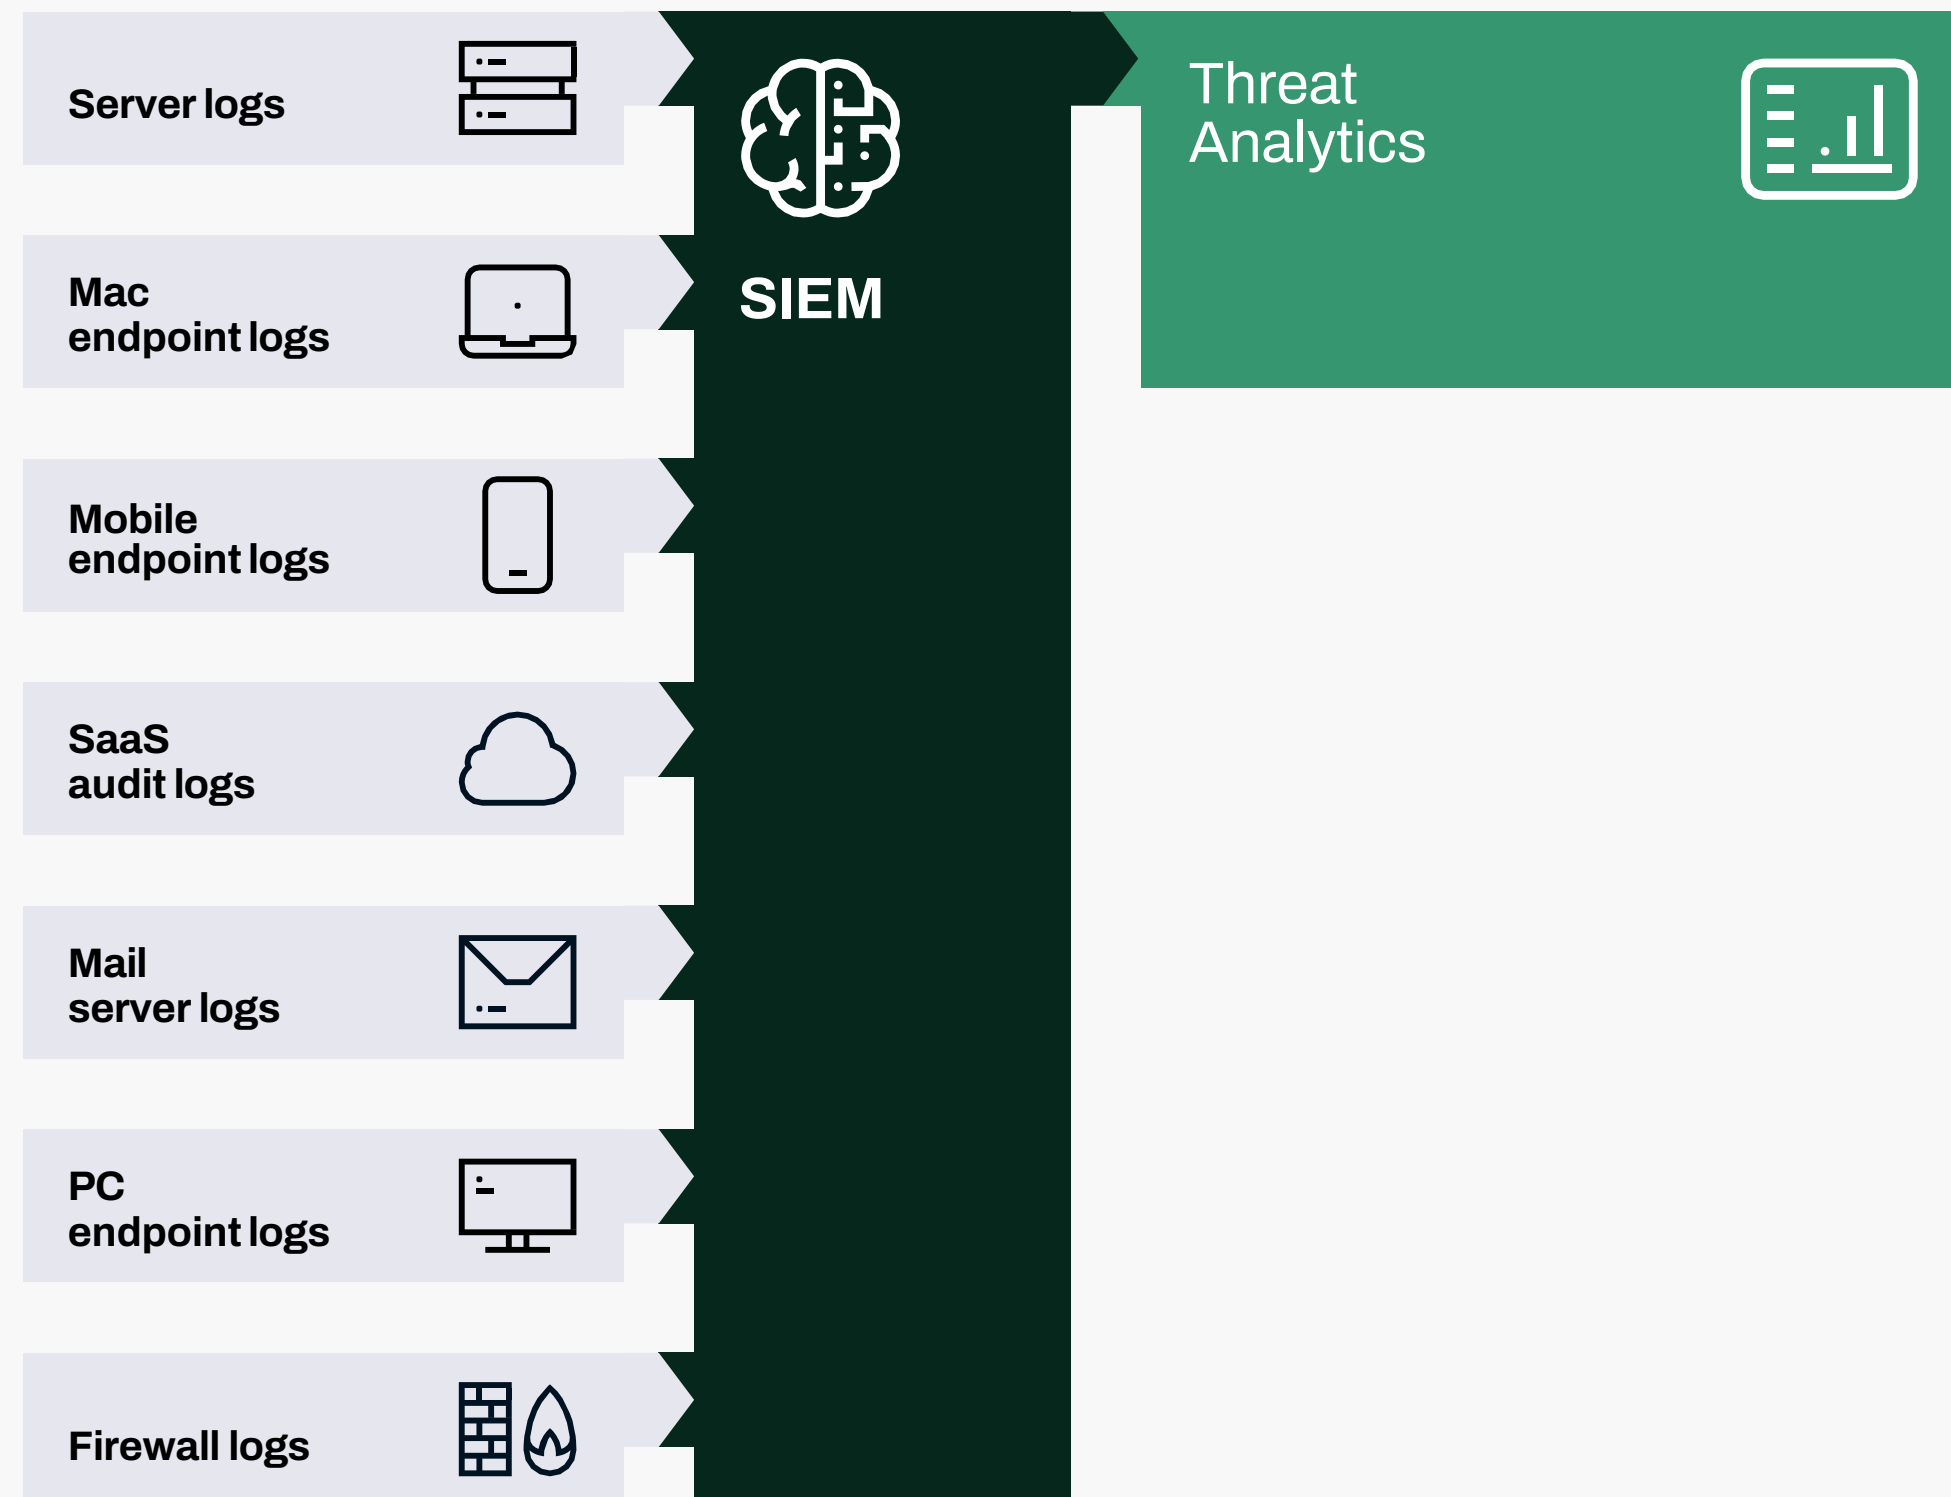 Server logs
Mac
endpoint logs
Mobile
endpoint logs
SaaS
audit logs
Mail
server logs
PC
endpoint logs
Firewall logs
SIEM
Threat
Analytics